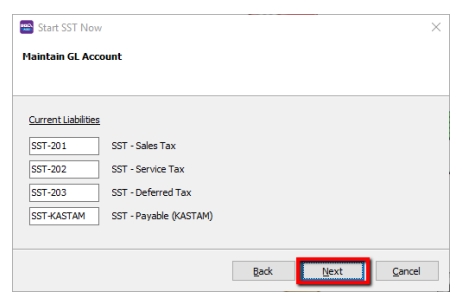 Start SST Now
Maintain GL Account
Current Liabilities
SST-201 SST - Sales Tax
SST-202 SST - Service Tax
SST-203 SST - Deferred Tax
SST-KASTAM SST - Payable (KASTAM)
Back Next Cancel